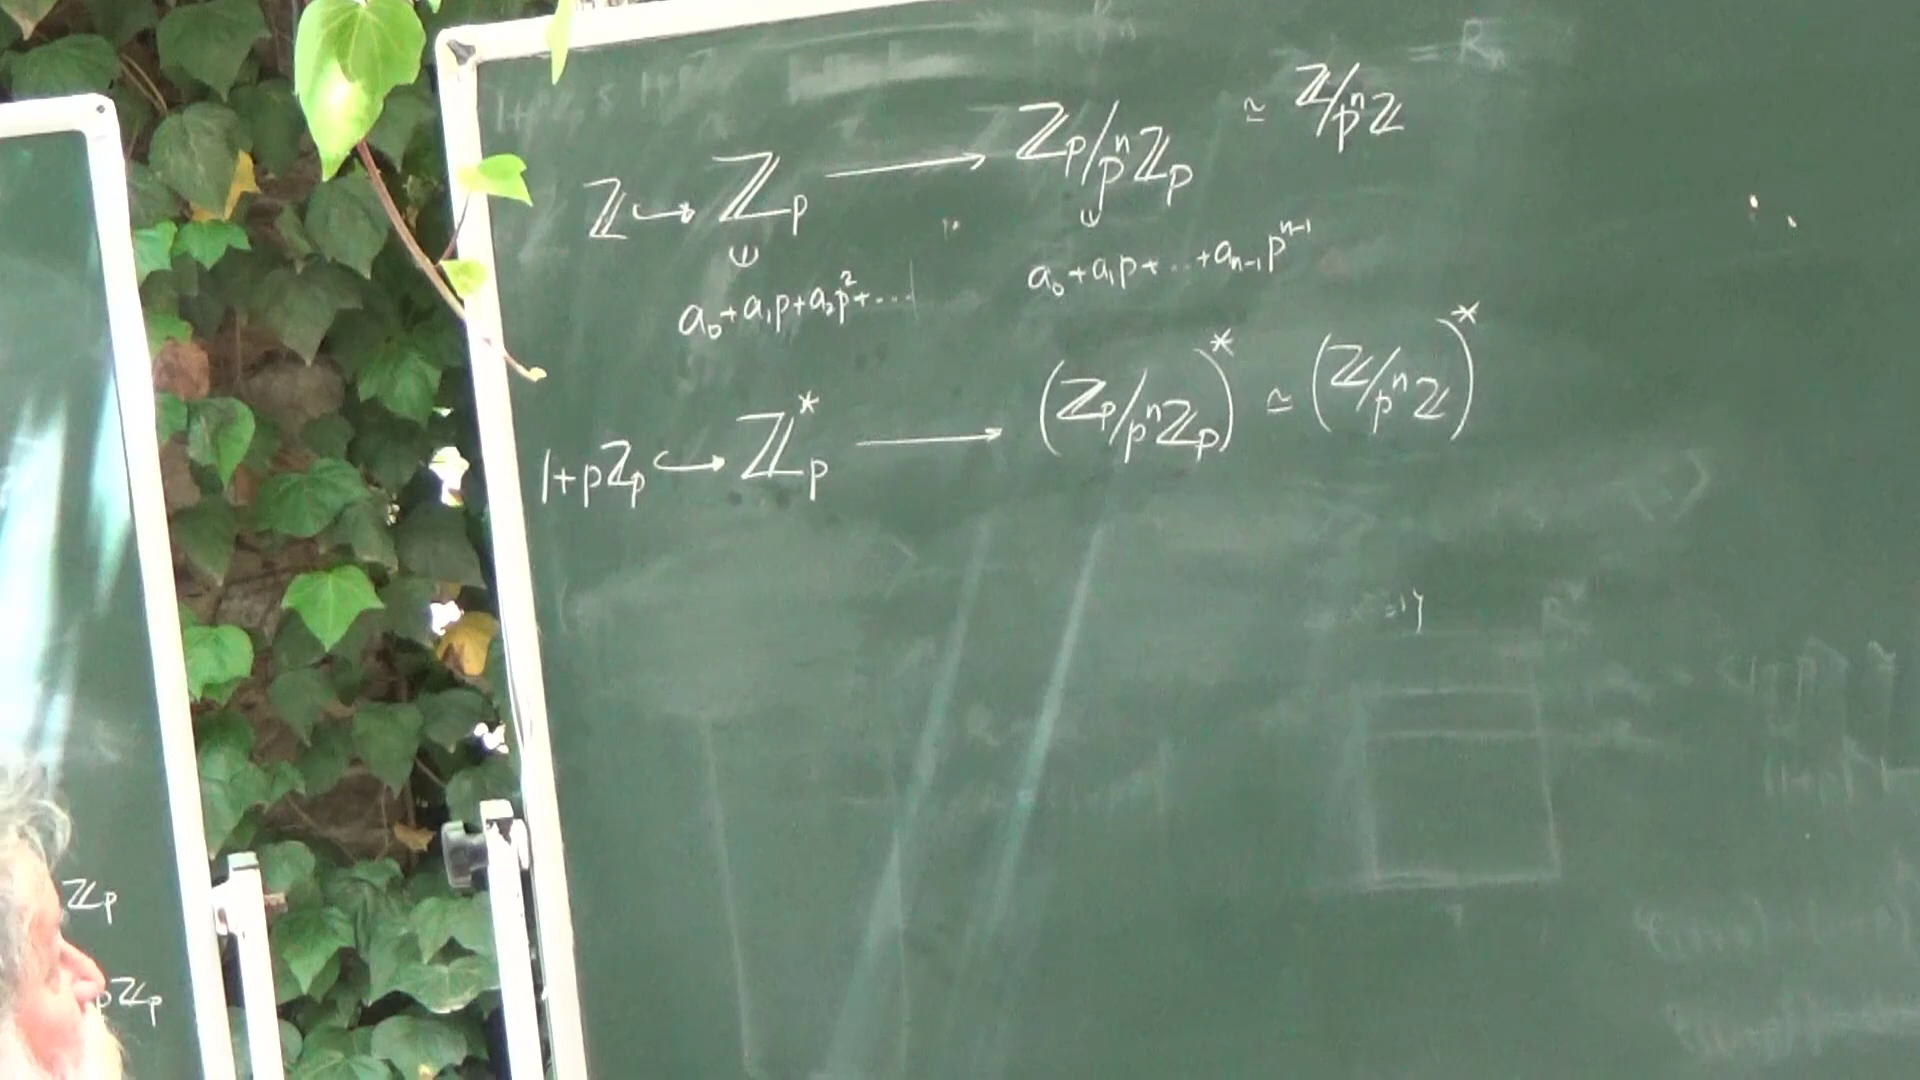 ℤ ↪ ℤ_p ⟶ ℤ_p/p^nℤ_p ≃ ℤ/p^nℤ
∪ ∪
a_0+a_1p+a_2p^2+... a_0+a_1p+...+a_{n-1}p^{n-1}
1+pℤ_p ↪ ℤ_p^* ⟶ (ℤ_p/p^nℤ_p)^* ≃ (ℤ/p^nℤ)^*
ℤ_p
pℤ_p